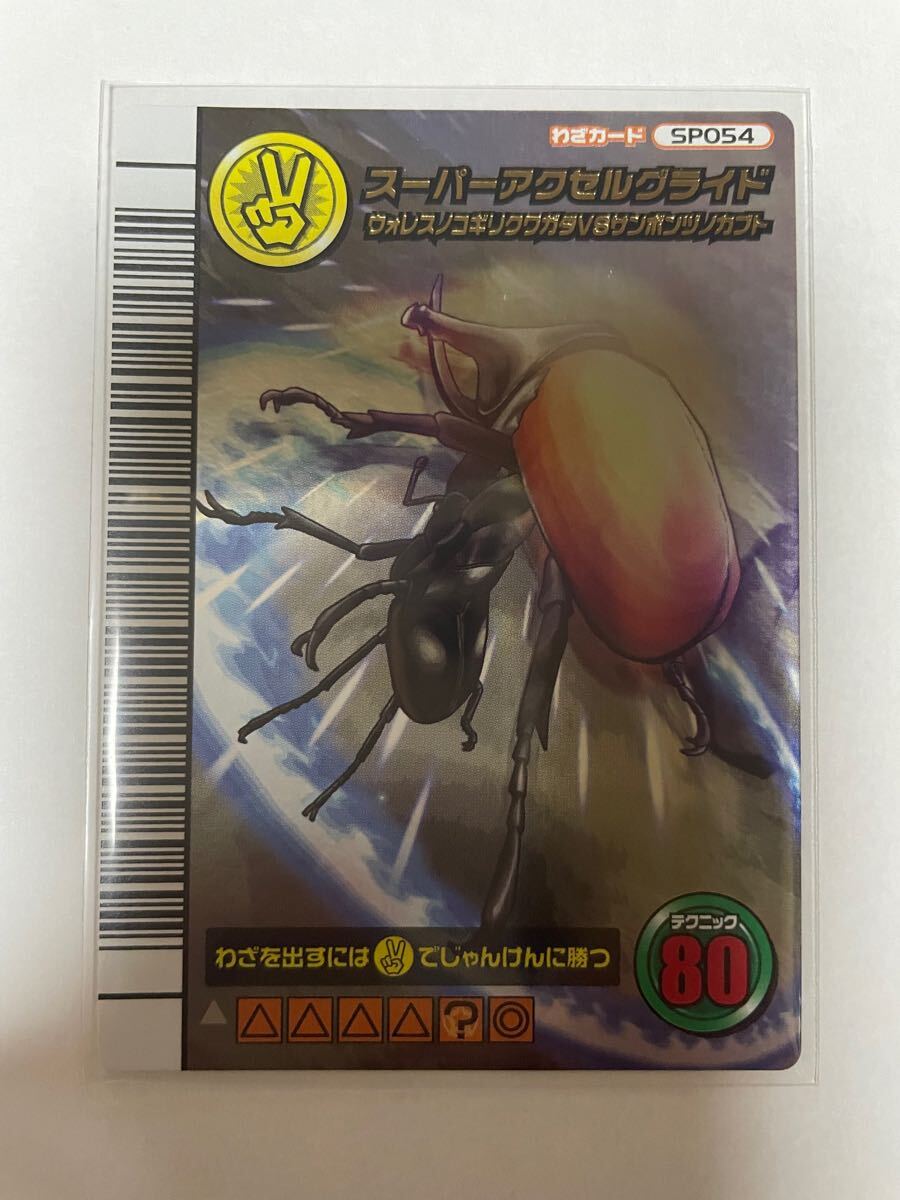 わざカード SP054
スーパーアクセルグライド
ウォレスノコギリクワガタVSサンボンヅノカブト
テクニック
80
わざを出すには でじゃんけんに勝つ
?